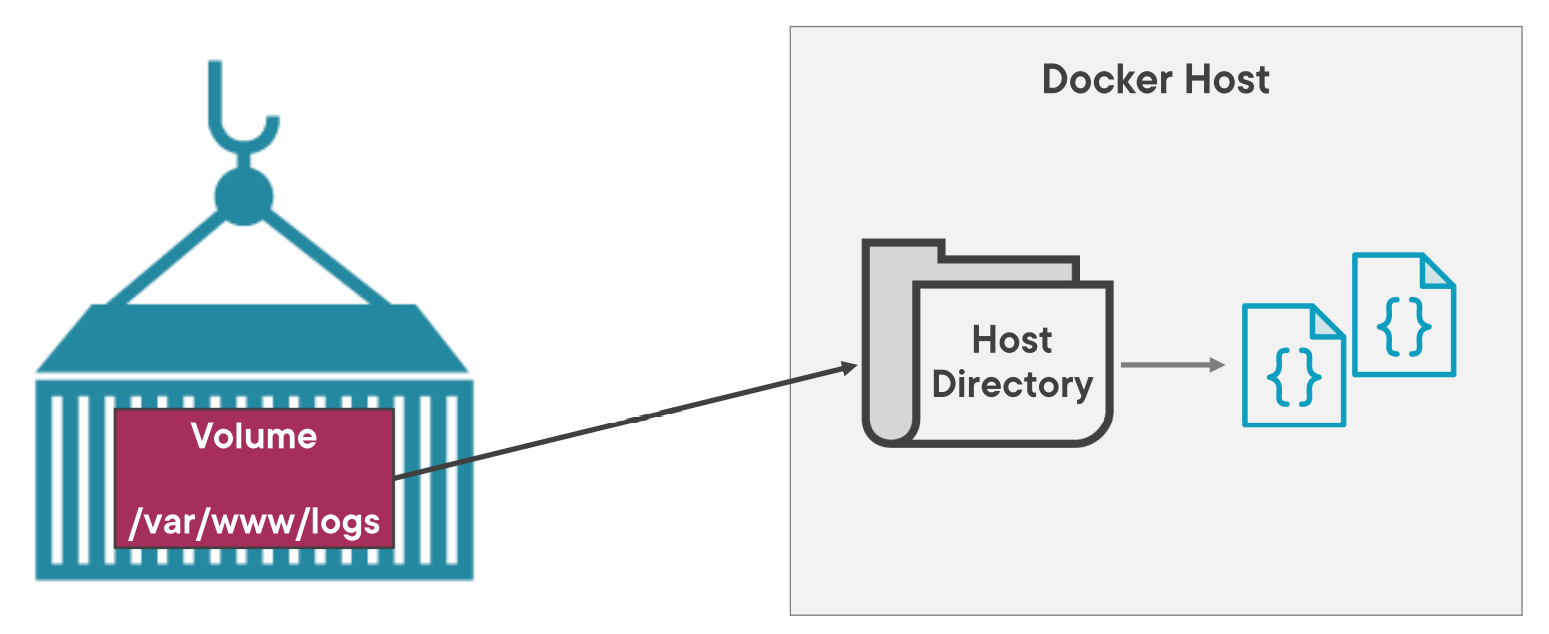 Docker Host
Volume
/var/www/logs
Host
Directory
{}
{}